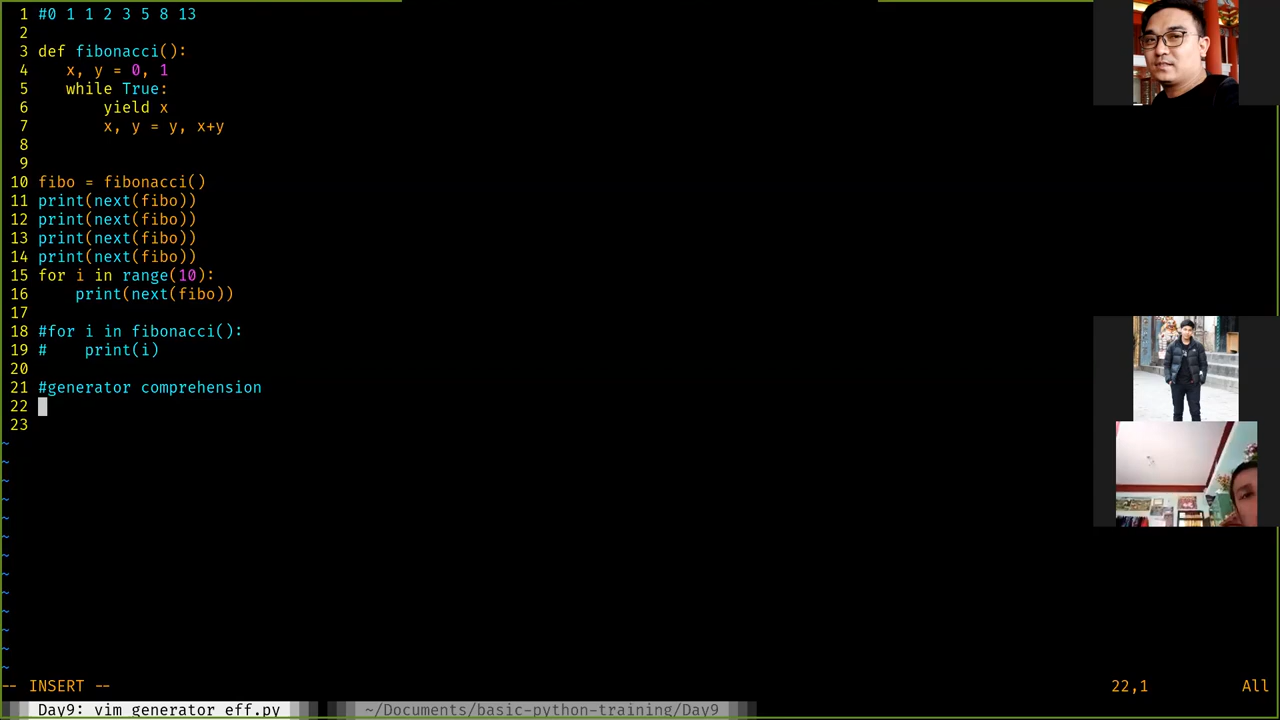 1 #0 1 1 2 3 5 8 13
2
3 def fibonacci():
4    x, y = 0, 1
5    while True:
6        yield x
7        x, y = y, x+y
8
9
10 fibo = fibonacci()
11 print(next(fibo))
12 print(next(fibo))
13 print(next(fibo))
14 print(next(fibo))
15 for i in range(10):
16     print(next(fibo))
17
18 #for i in fibonacci():
19 #    print(i)
20
21 #generator comprehension
22
23
~
~
~
~
~
~
~
~
~
~
~
~
~
-- INSERT -- 22,1 All
Day9: vim generator_eff.py ~/Documents/basic-python-training/Day9